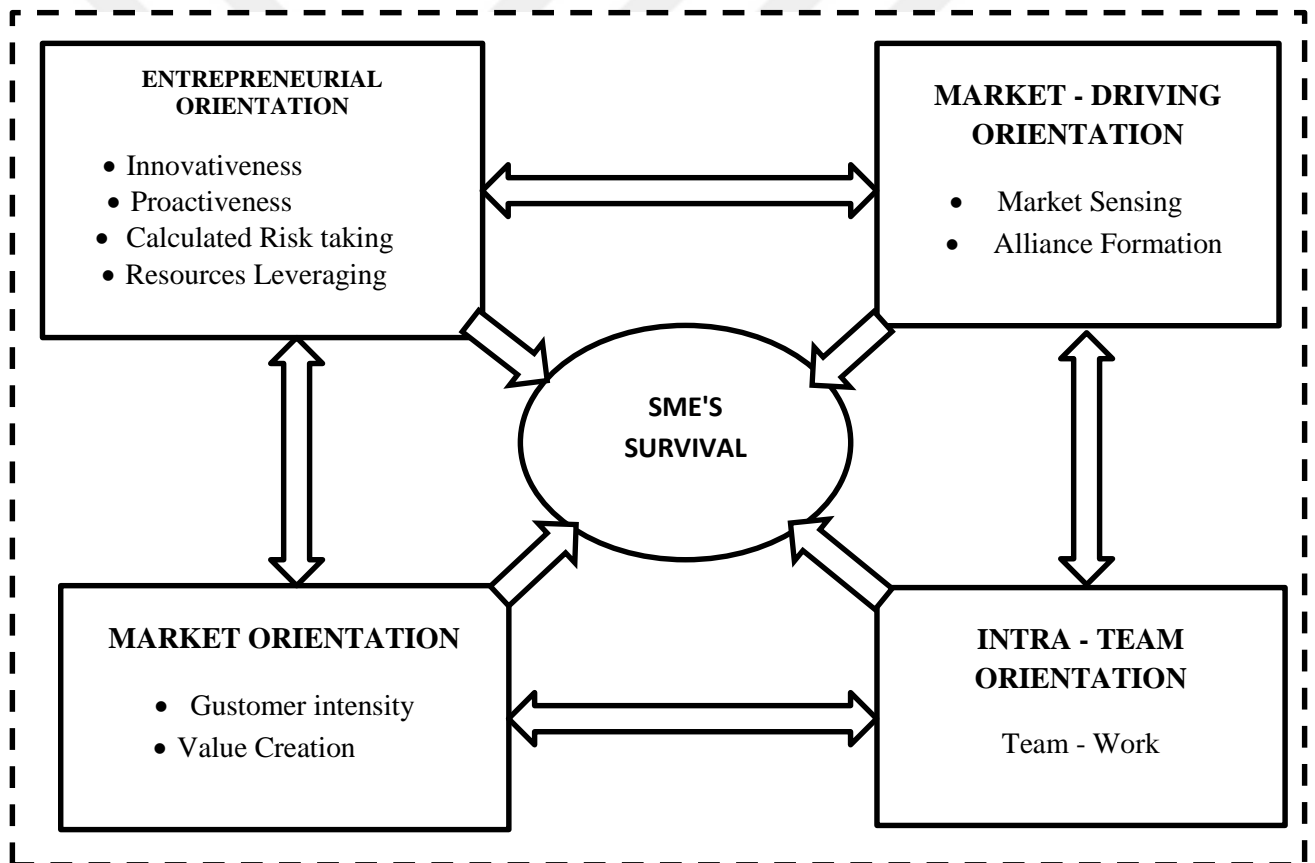 ENTREPRENEURIAL
ORIENTATION
• Innovativeness
• Proactiveness
• Calculated Risk taking
• Resources Leveraging
MARKET - DRIVING
ORIENTATION
• Market Sensing
• Alliance Formation
SME'S
SURVIVAL
MARKET ORIENTATION
• Gustomer intensity
• Value Creation
INTRA - TEAM
ORIENTATION
Team - Work